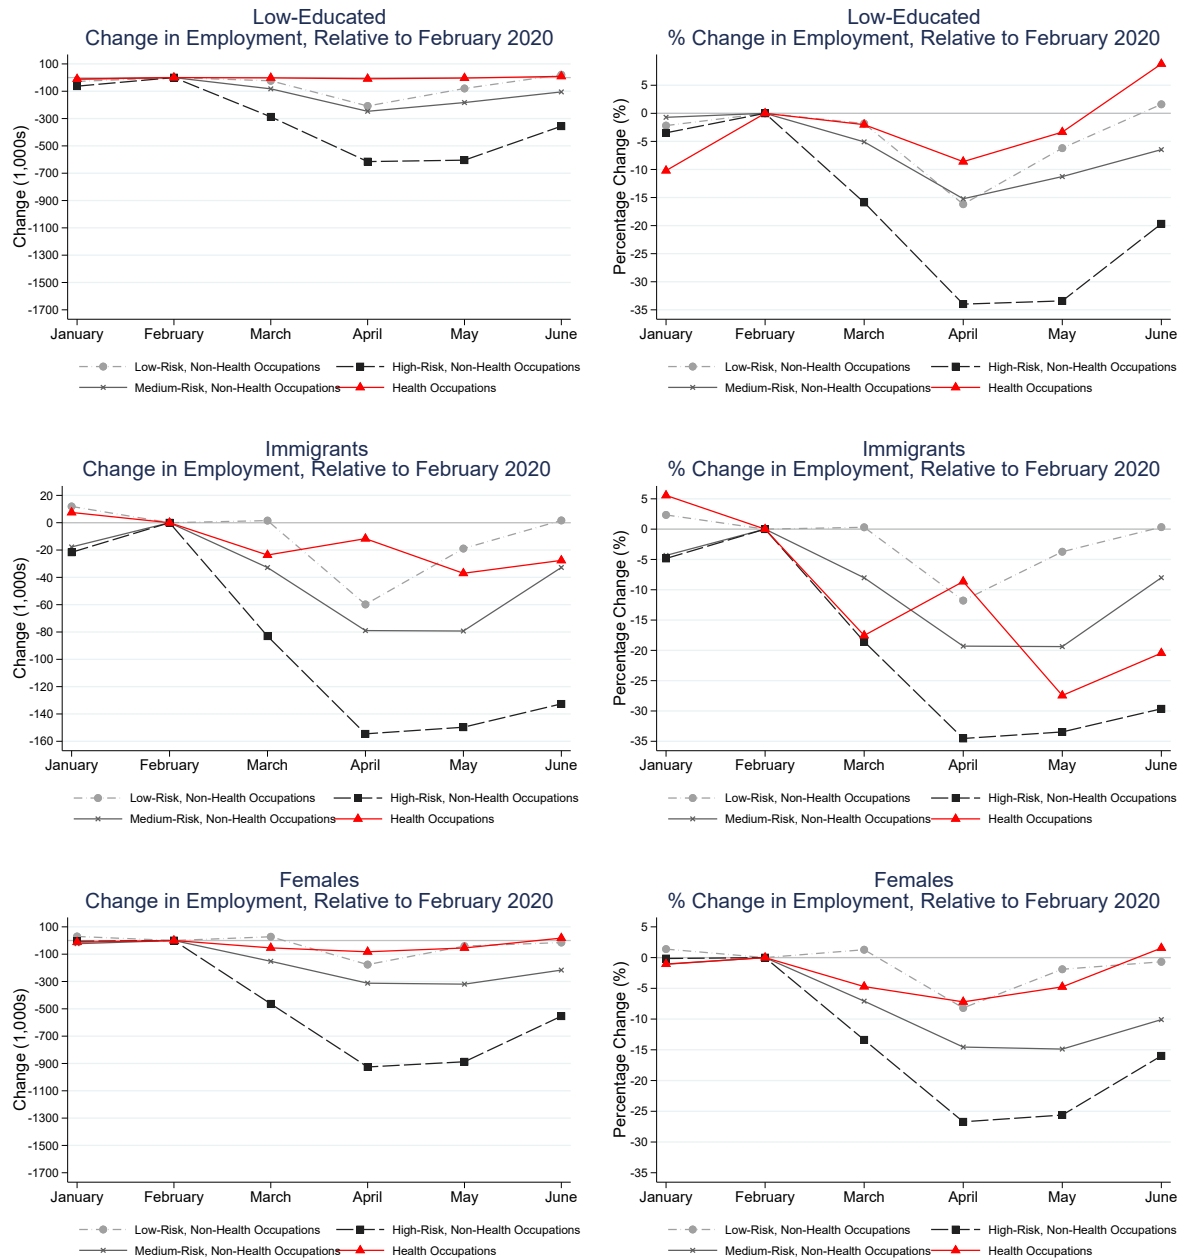 Low-Educated
Change in Employment, Relative to February 2020
Change (1,000s)
100
-100
-300
-500
-700
-900
-1100
-1300
-1500
-1700
January February March April May June
Low-Risk, Non-Health Occupations High-Risk, Non-Health Occupations
Medium-Risk, Non-Health Occupations Health Occupations
Low-Educated
% Change in Employment, Relative to February 2020
Percentage Change (%)
5
0
-5
-10
-15
-20
-25
-30
-35
January February March April May June
Low-Risk, Non-Health Occupations High-Risk, Non-Health Occupations
Medium-Risk, Non-Health Occupations Health Occupations
Immigrants
Change in Employment, Relative to February 2020
Change (1,000s)
20
0
-20
-40
-60
-80
-100
-120
-140
-160
January February March April May June
Low-Risk, Non-Health Occupations High-Risk, Non-Health Occupations
Medium-Risk, Non-Health Occupations Health Occupations
Immigrants
% Change in Employment, Relative to February 2020
Percentage Change (%)
5
0
-5
-10
-15
-20
-25
-30
-35
January February March April May June
Low-Risk, Non-Health Occupations High-Risk, Non-Health Occupations
Medium-Risk, Non-Health Occupations Health Occupations
Females
Change in Employment, Relative to February 2020
Change (1,000s)
100
-100
-300
-500
-700
-900
-1100
-1300
-1500
-1700
January February March April May June
Low-Risk, Non-Health Occupations High-Risk, Non-Health Occupations
Medium-Risk, Non-Health Occupations Health Occupations
Females
% Change in Employment, Relative to February 2020
Percentage Change (%)
5
0
-5
-10
-15
-20
-25
-30
-35
January February March April May June
Low-Risk, Non-Health Occupations High-Risk, Non-Health Occupations
Medium-Risk, Non-Health Occupations Health Occupations